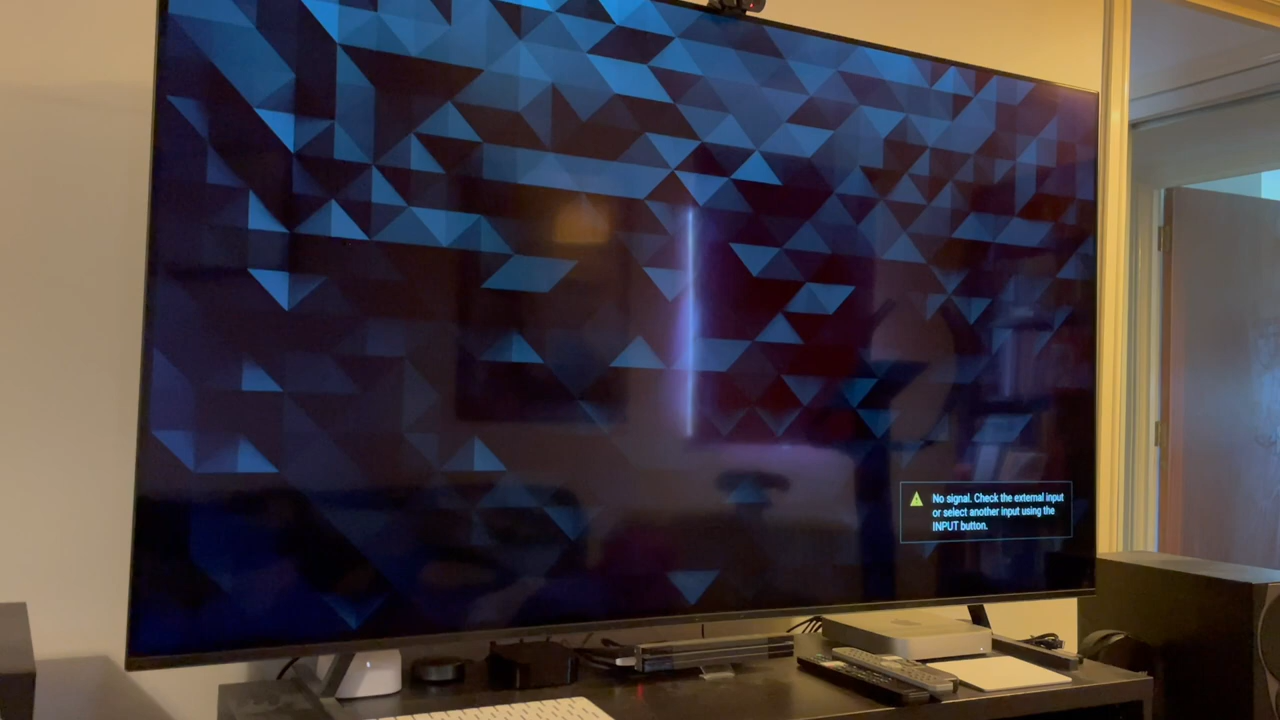 No signal. Check the external input
or select another input using the
INPUT button.